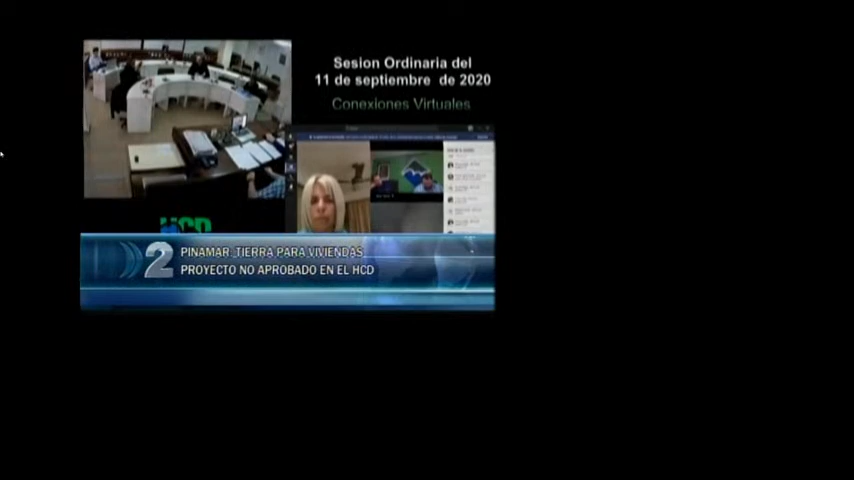 Sesion Ordinaria del
11 de septiembre de 2020
Conexiones Virtuales
HCD
2
PINAMAR: TIERRA PARA VIVIENDAS
PROYECTO NO APROBADO EN EL HCD